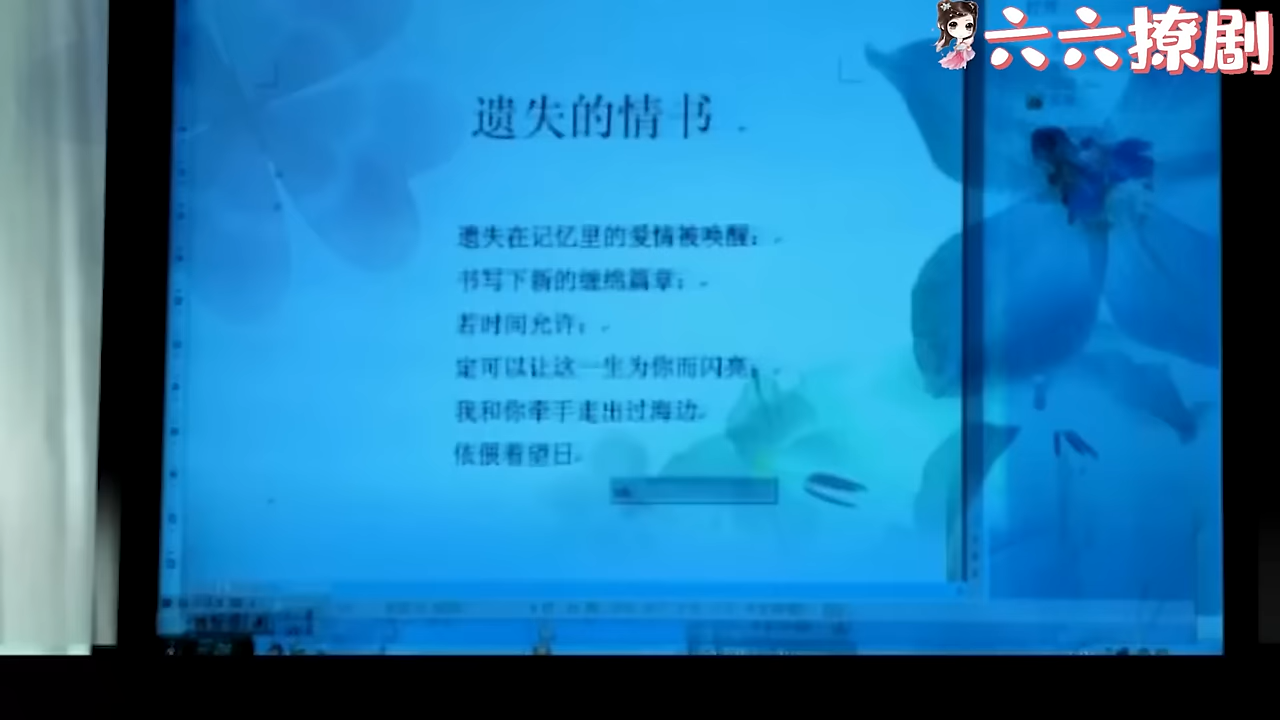 六六撩剧
遗失的情书
遗失在记忆里的爱情被唤醒；
书写下新的缠绵篇章；
若时间允许；
定可以让这一生为你而闪亮。
我和你牵手走出过海边。
依偎着望日